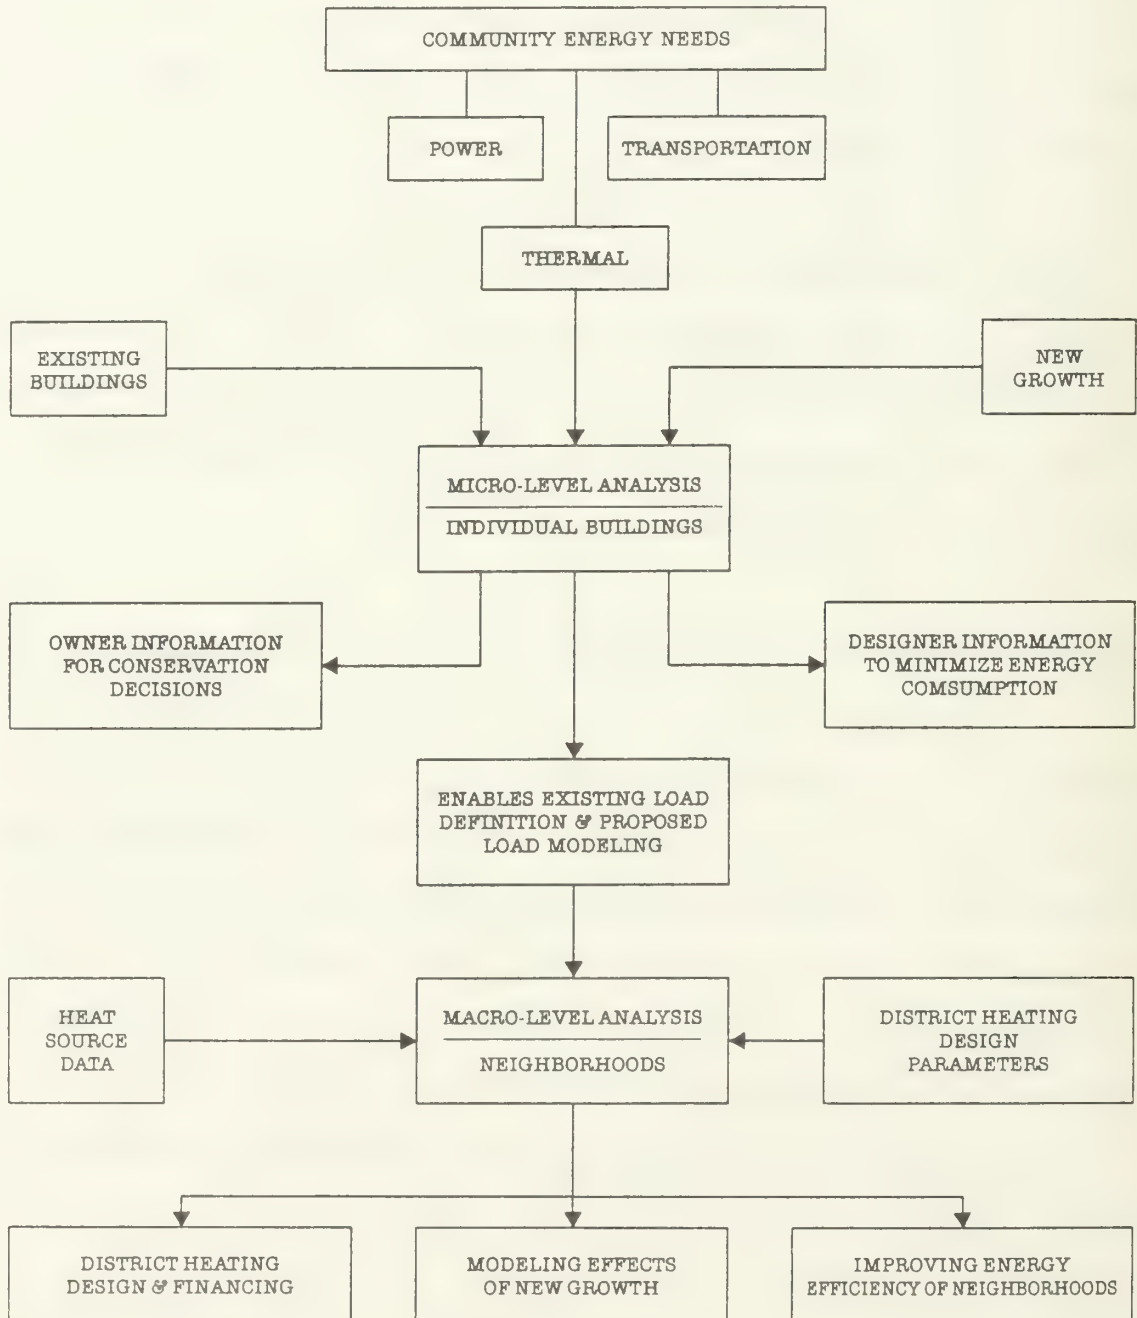 COMMUNITY ENERGY NEEDS
POWER
TRANSPORTATION
THERMAL
EXISTING
BUILDINGS
NEW
GROWTH
MICRO-LEVEL ANALYSIS
INDIVIDUAL BUILDINGS
OWNER INFORMATION
FOR CONSERVATION
DECISIONS
DESIGNER INFORMATION
TO MINIMIZE ENERGY
COMSUMPTION
ENABLES EXISTING LOAD
DEFINITION & PROPOSED
LOAD MODELING
HEAT
SOURCE
DATA
MACRO-LEVEL ANALYSIS
NEIGHBORHOODS
DISTRICT HEATING
DESIGN
PARAMETERS
DISTRICT HEATING
DESIGN & FINANCING
MODELING EFFECTS
OF NEW GROWTH
IMPROVING ENERGY
EFFICIENCY OF NEIGHBORHOODS